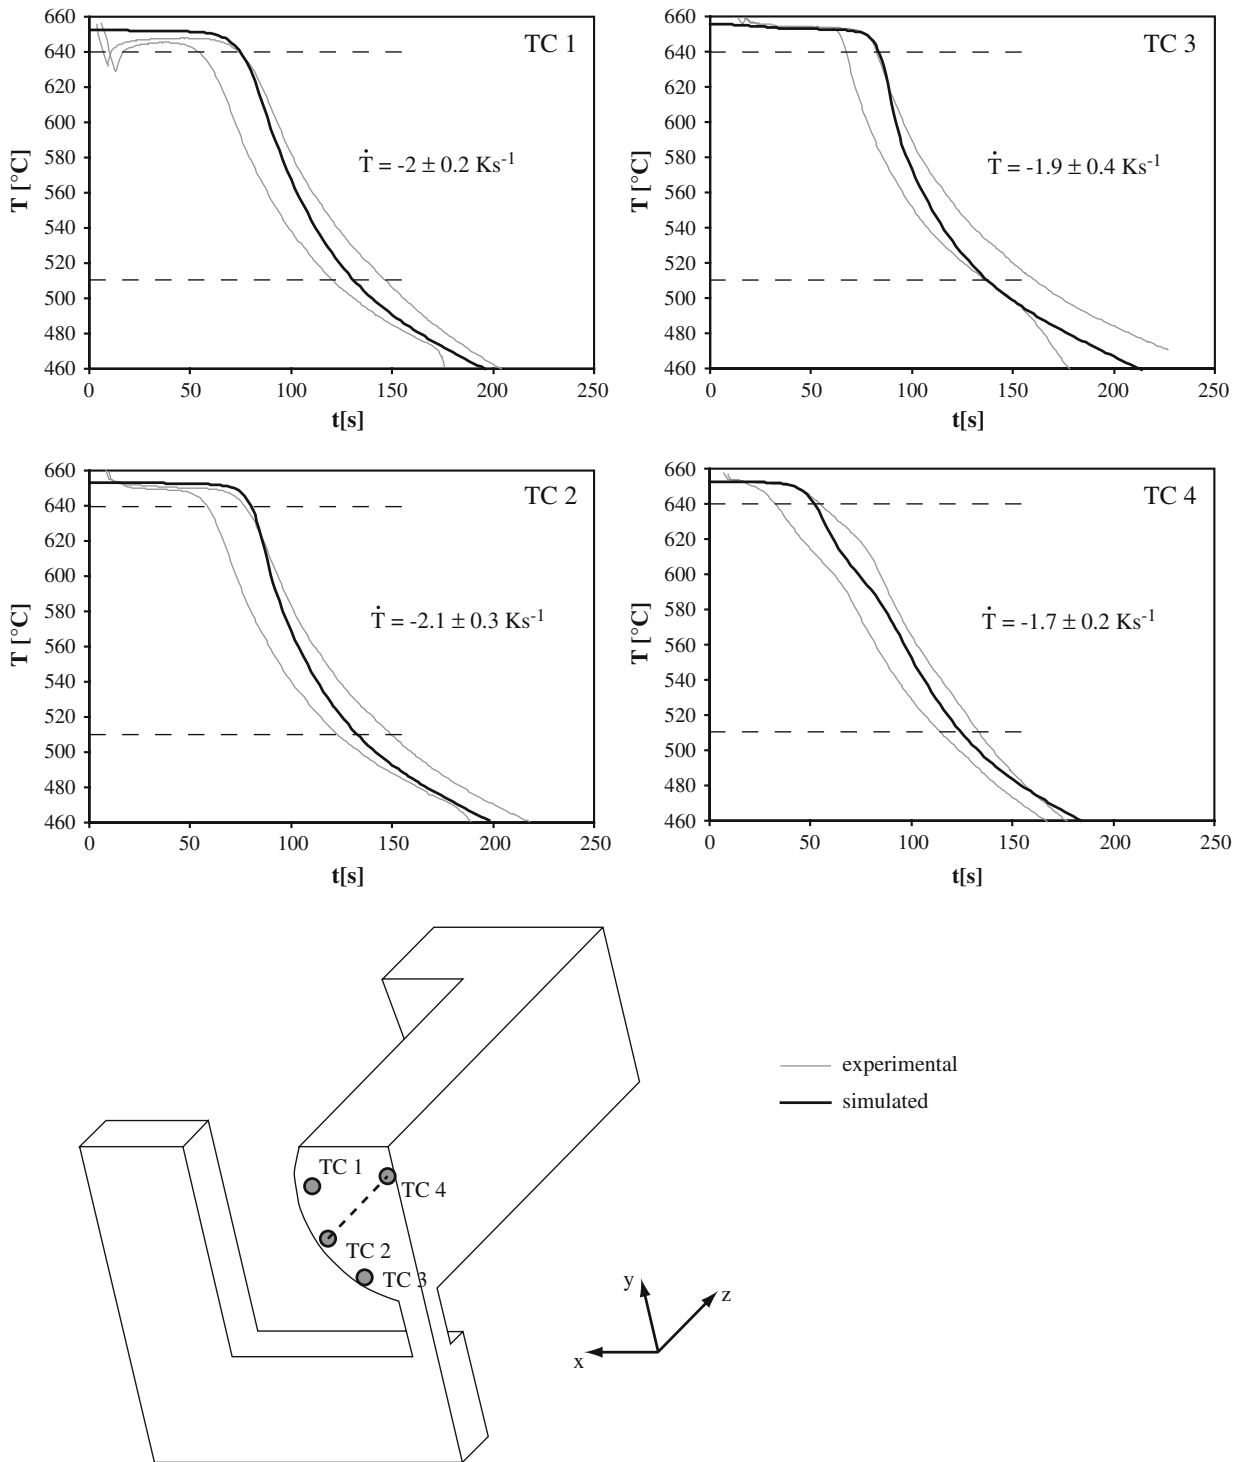 TC 1
T [°C]
660
640
620
600
580
560
540
520
500
480
460
Ṫ = -2 ± 0.2 Ks⁻¹
0 50 100 150 200 250
t[s]
TC 3
T [°C]
660
640
620
600
580
560
540
520
500
480
460
Ṫ = -1.9 ± 0.4 Ks⁻¹
0 50 100 150 200 250
t[s]
TC 2
T [°C]
660
640
620
600
580
560
540
520
500
480
460
Ṫ = -2.1 ± 0.3 Ks⁻¹
0 50 100 150 200 250
t[s]
TC 4
T [°C]
660
640
620
600
580
560
540
520
500
480
460
Ṫ = -1.7 ± 0.2 Ks⁻¹
0 50 100 150 200 250
t[s]
TC 1
TC 4
TC 2
TC 3
y
z
x
experimental
simulated